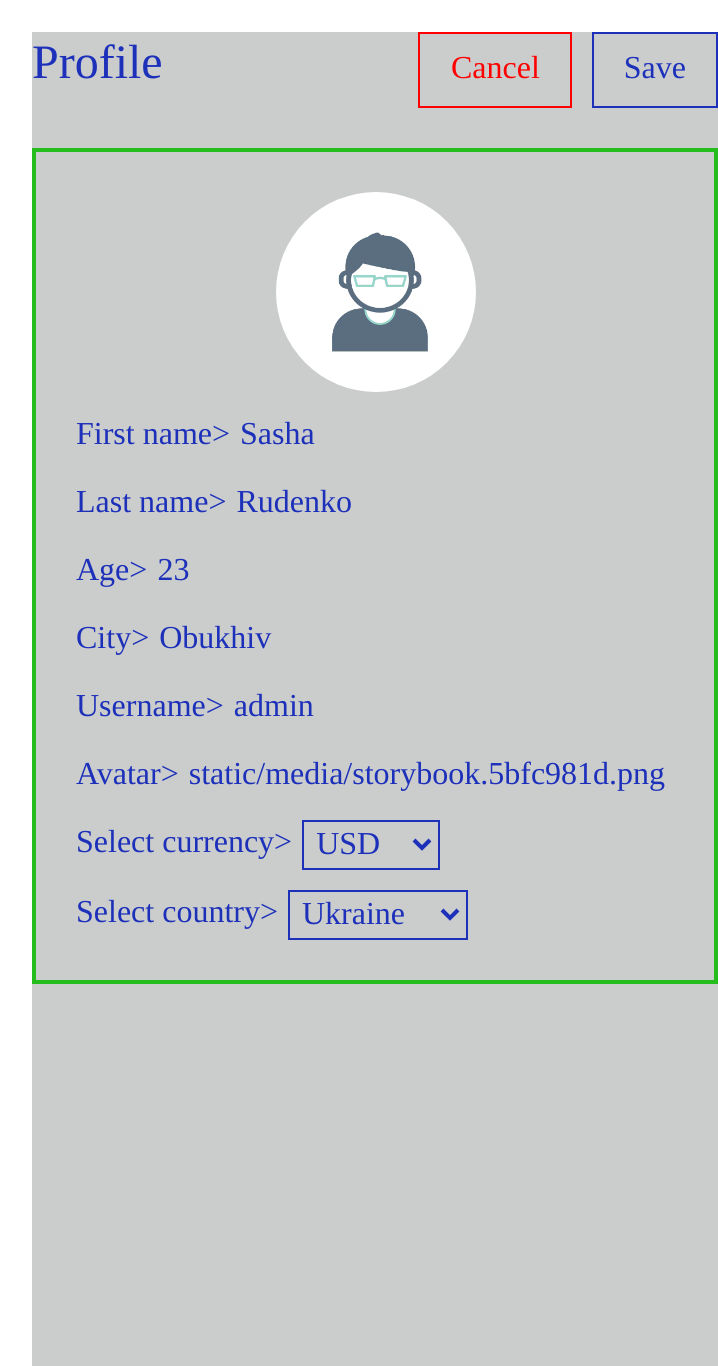 Profile
Cancel
Save
First name> Sasha
Last name> Rudenko
Age> 23
City> Obukhiv
Username> admin
Avatar> static/media/storybook.5bfc981d.png
Select currency> USD
Select country> Ukraine